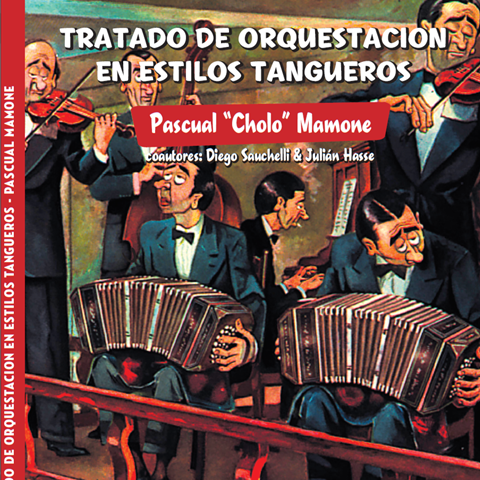 TRATADO DE ORQUESTACIÓN
EN ESTILOS TANGUEROS
Pascual "Cholo" Mamone
coautores: Diego Sauchelli & Julián Hasse
DO DE ORQUESTACION EN ESTILOS TANGUEROS - PASCUAL MAMONE